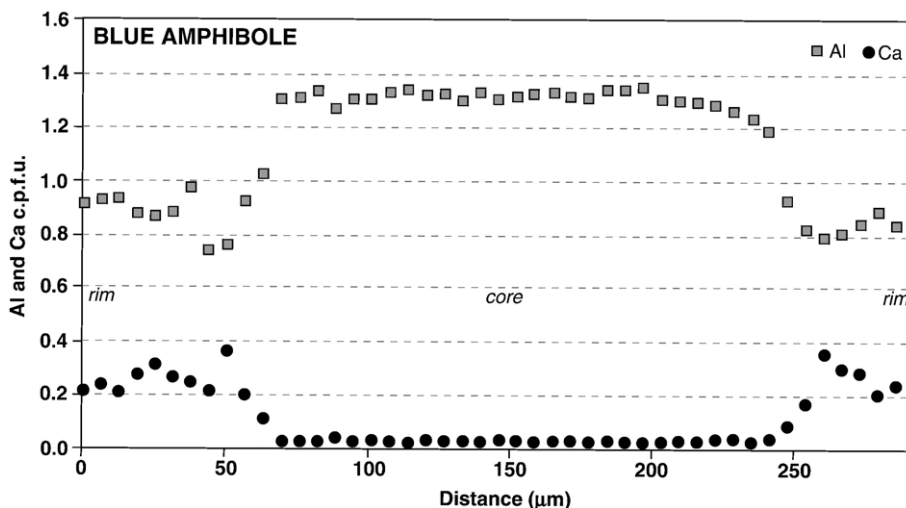 BLUE AMPHIBOLE
Al Ca
1.6
1.4
1.2
1.0
0.8
0.6
0.4
0.2
0.0
Al and Ca c.p.f.u.
rim core rim
0 50 100 150 200 250
Distance (μm)